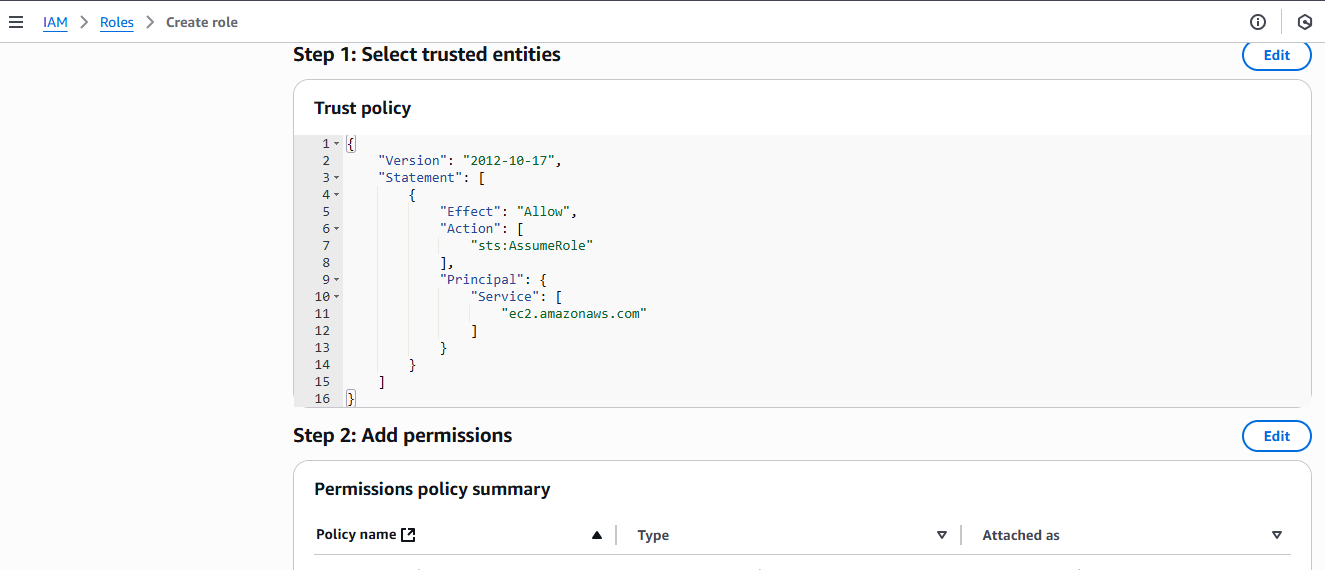 IAM > Roles > Create role
Step 1: Select trusted entities
Edit
Trust policy
1 {
2 "Version": "2012-10-17",
3 "Statement": [
4 {
5 "Effect": "Allow",
6 "Action": [
7 "sts:AssumeRole"
8 ],
9 "Principal": {
10 "Service": [
11 "ec2.amazonaws.com"
12 ]
13 }
14 }
15 ]
16 }
Step 2: Add permissions
Edit
Permissions policy summary
Policy name Type Attached as